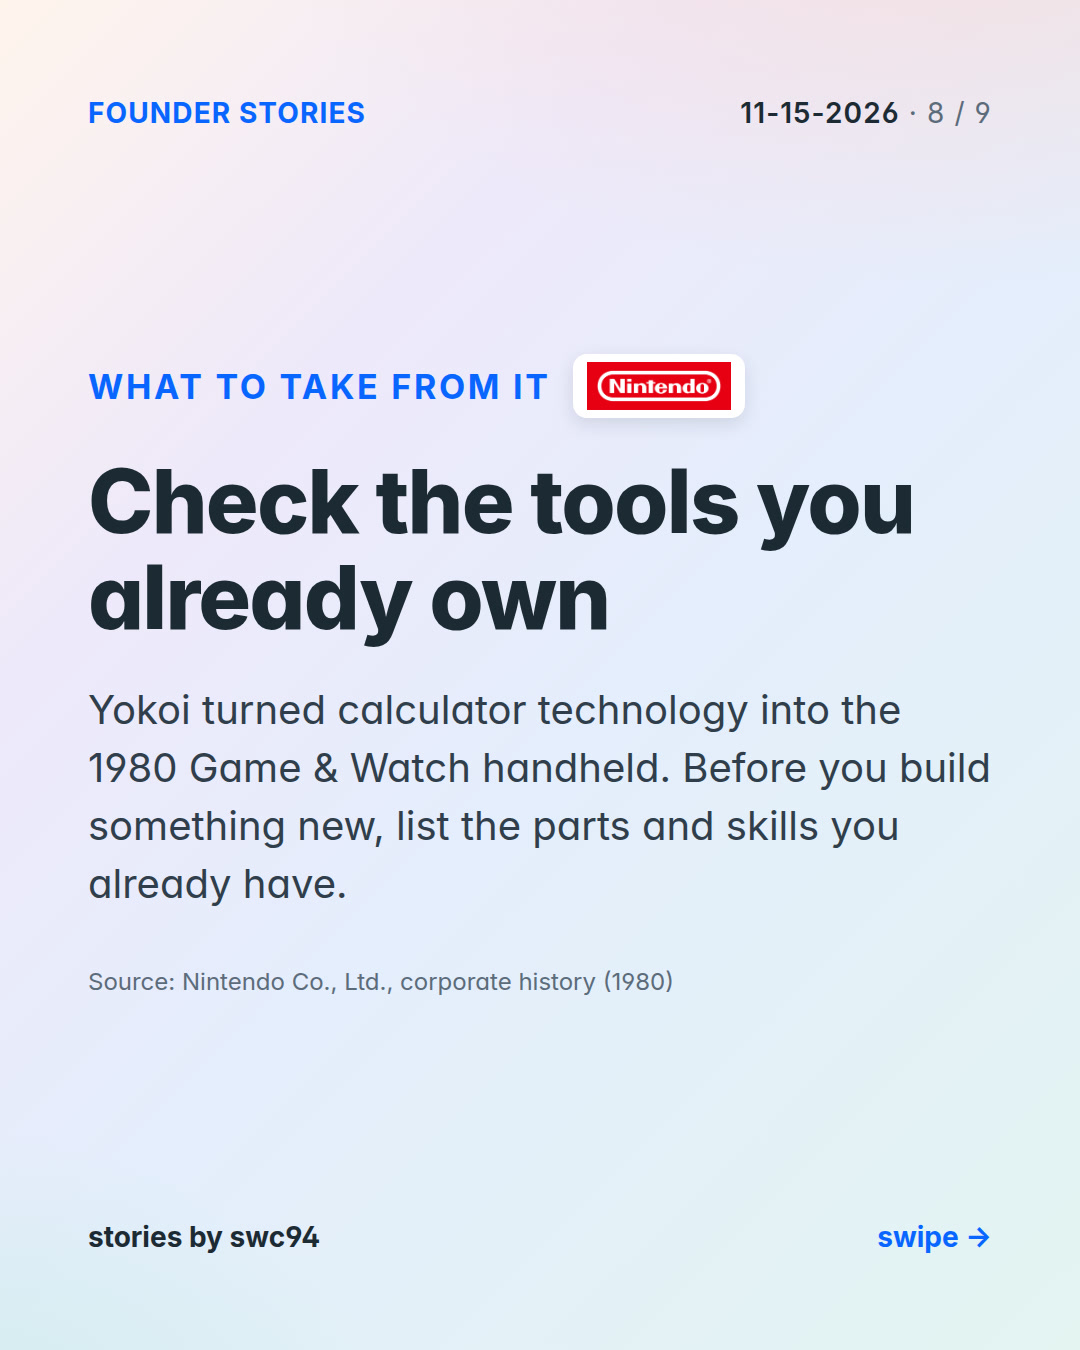 FOUNDER STORIES
11-15-2026 · 8 / 9
WHAT TO TAKE FROM IT
Nintendo®
Check the tools you
already own
Yokoi turned calculator technology into the
1980 Game & Watch handheld. Before you build
something new, list the parts and skills you
already have.
Source: Nintendo Co., Ltd., corporate history (1980)
stories by swc94
swipe →